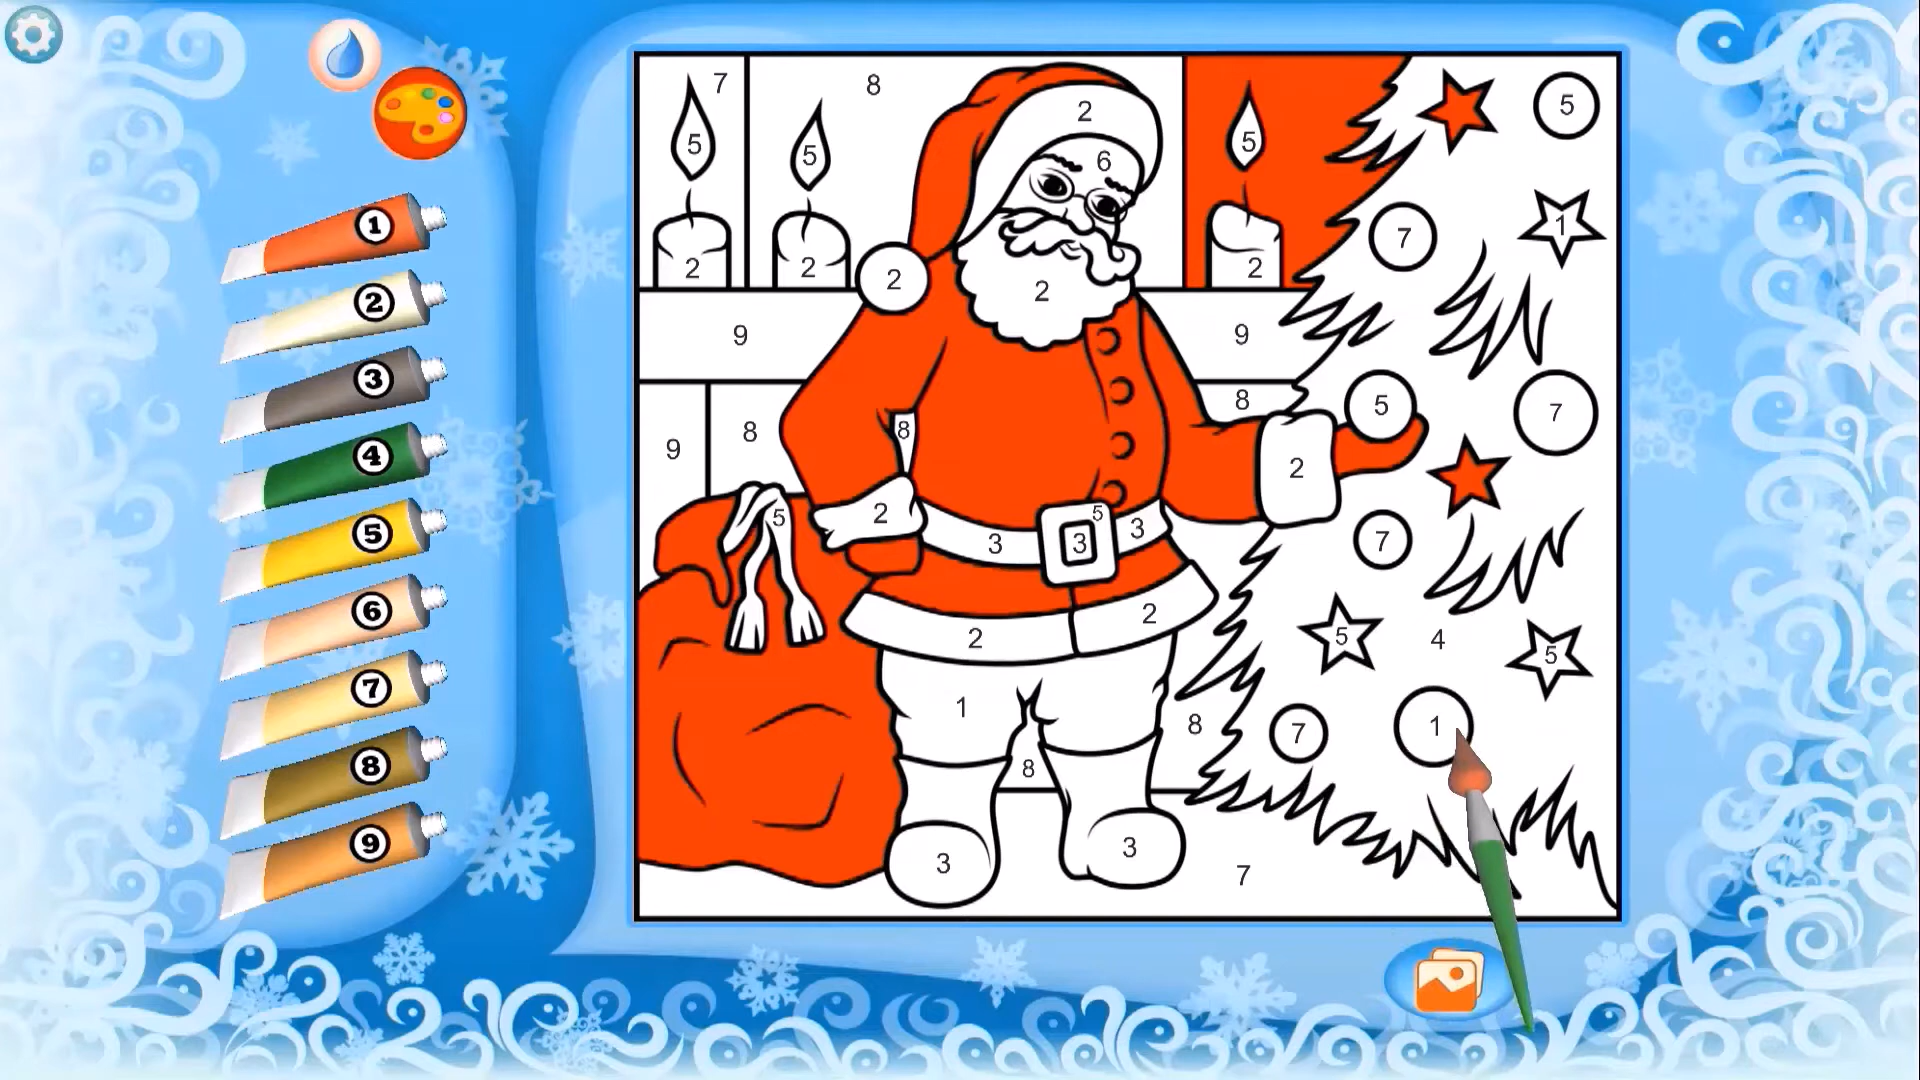 1
2
3
4
5
6
7
8
9
7 8 2 5
5 5 6 5
7 1
2 2 2 2 2
9 9
8 5 7
9 8 8 2
5 2 3 3 5 3 7
2 2 5 4 5
1 8 7 1
8
3 3 7